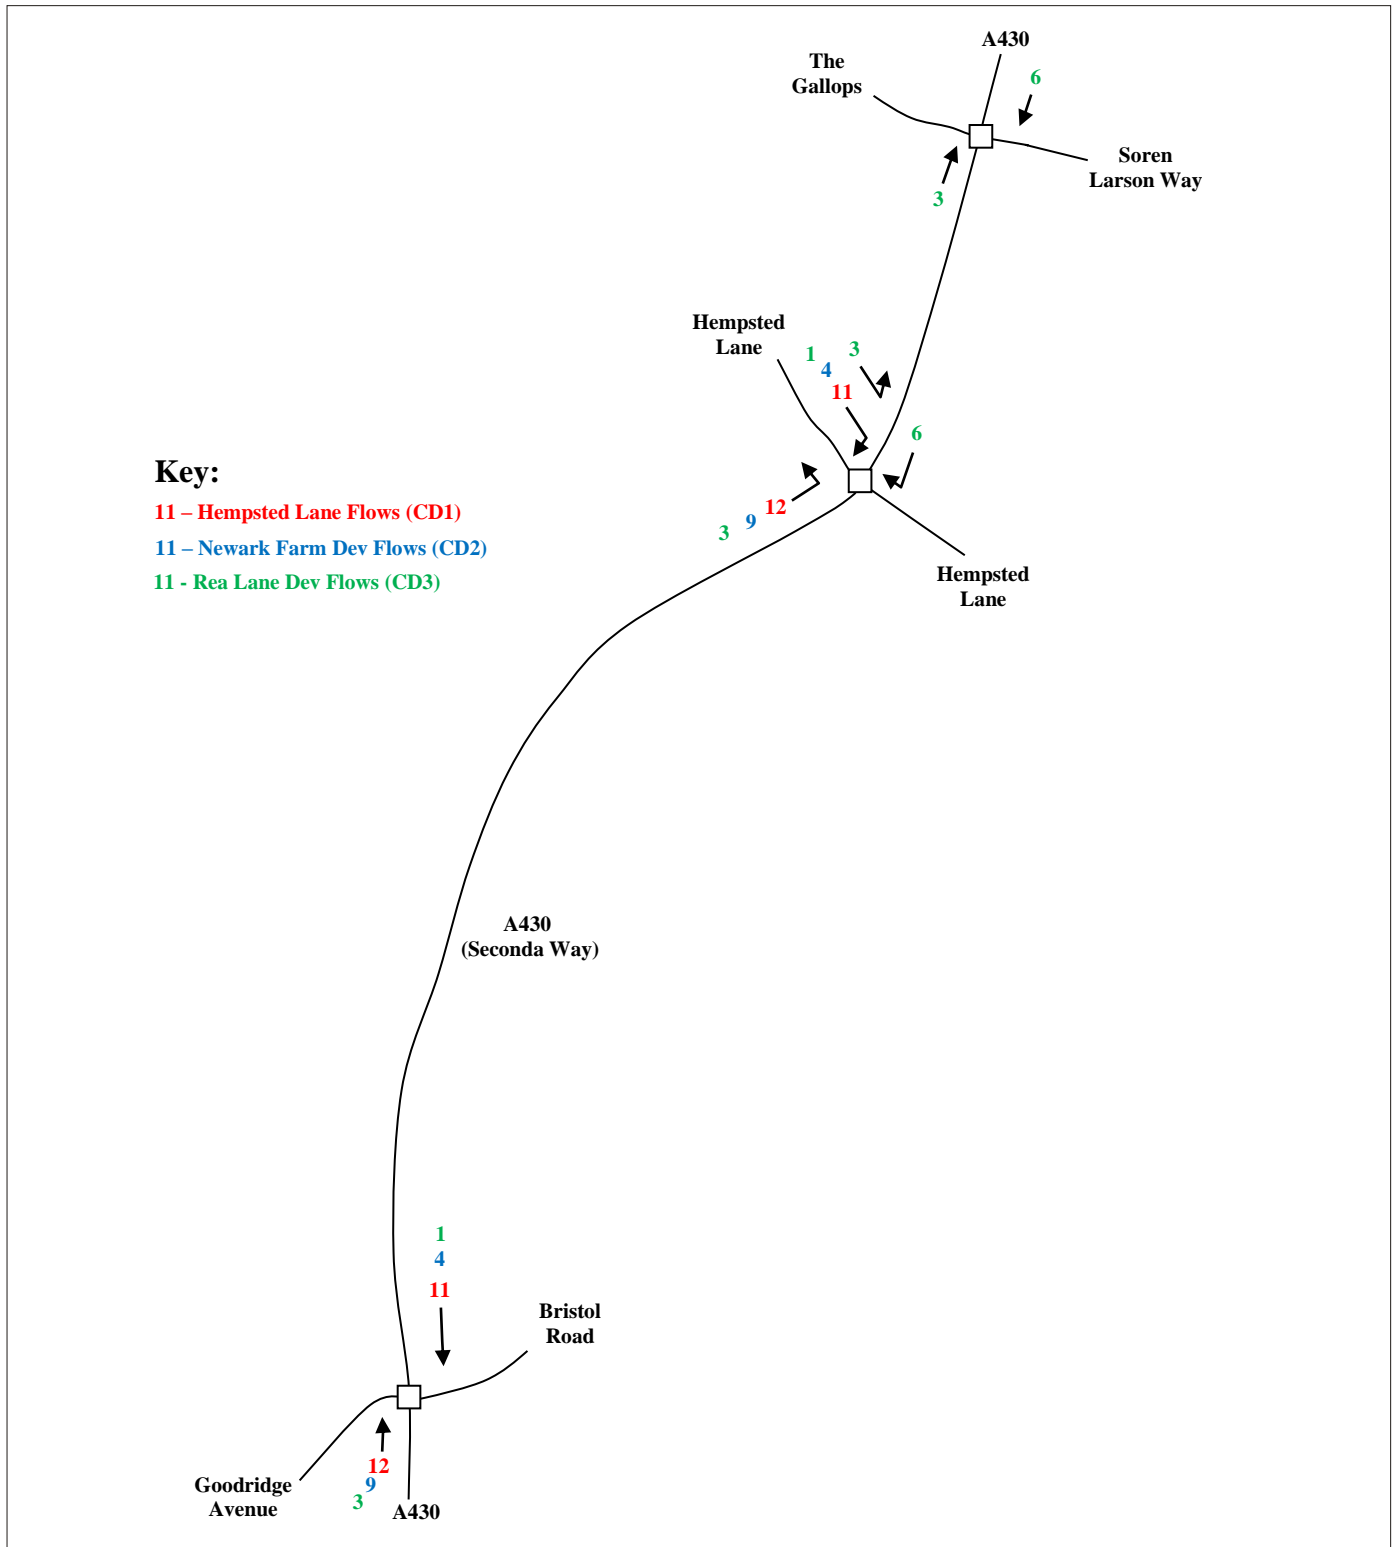 A430
The
Gallops
6
Soren
Larson Way
3
Hempsted
Lane
1
3
4
11
6
Key:
11 – Hempsted Lane Flows (CD1)
11 – Newark Farm Dev Flows (CD2)
11 - Rea Lane Dev Flows (CD3)
12
9
3
Hempsted
Lane
A430
(Seconda Way)
1
4
11
Bristol
Road
12
9
3
Goodridge
Avenue
A430